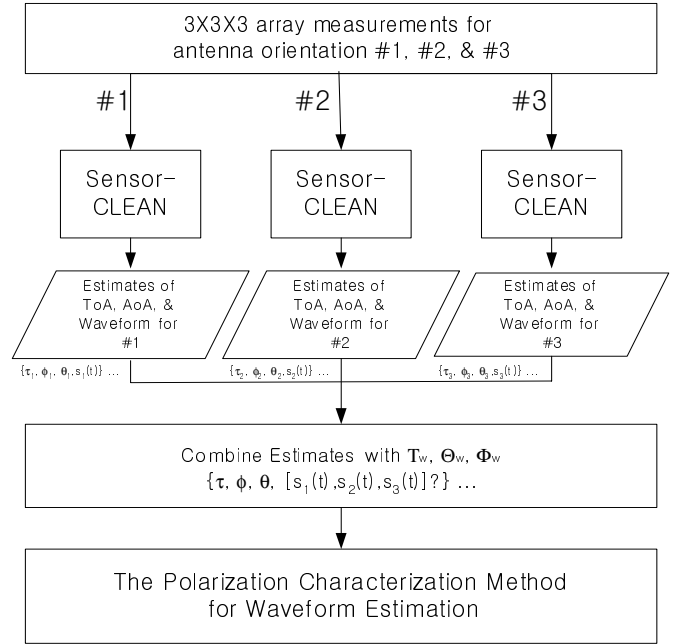 3X3X3 array measurements for
antenna orientation #1, #2, & #3
#1
#2
#3
Sensor-
CLEAN
Sensor-
CLEAN
Sensor-
CLEAN
Estimates of
ToA, AoA, &
Waveform for
#1
Estimates of
ToA, AoA, &
Waveform for
#2
Estimates of
ToA, AoA, &
Waveform for
#3
{τ₁, ϕ₁, θ₁,s₁(t)} ...
{τ₂, ϕ₂, θ₂,s₂(t)} ...
{τ₃, ϕ₃, θ₃,s₃(t)} ...
Combine Estimates with Tw, Θw, Φw
{τ, ϕ, θ, [s₁(t),s₂(t),s₃(t)]?} ...
The Polarization Characterization Method
for Waveform Estimation